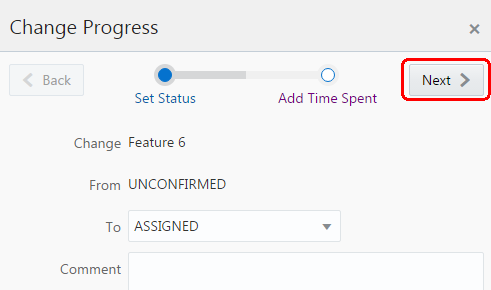 Change Progress
Back
Next
Set Status
Add Time Spent
Change Feature 6
From UNCONFIRMED
To ASSIGNED
Comment